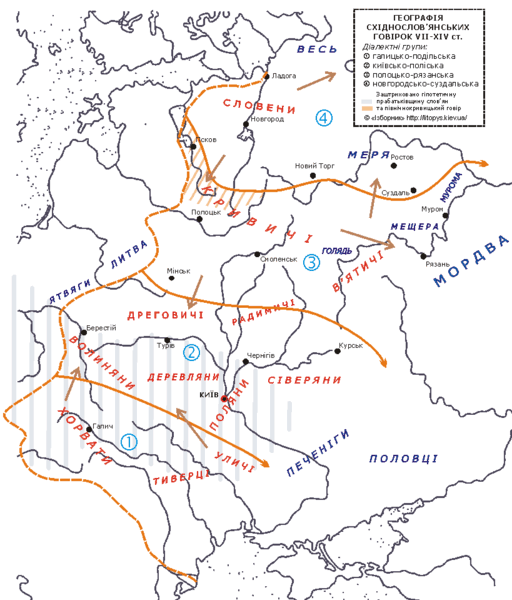 ГЕОГРАФІЯ
СХІДНОСЛОВ'ЯНСЬКИХ
ГОВІРОК VII-XIV ст.
Діалектні групи:
① галицько-подільська
② київсько-поліська
③ полоцько-рязанська
④ новгородсько-суздальська
Заштриховано гіпотетичну
прабатьківщину слов'ян
та північнокривицький говір
© «Ізборник» http://litopys.kiev.ua/
ВЕСЬ
Ладога
СЛОВЕНИ
④
Новгород
Псков
МЕРЯ
Ростов
Новий Торг
Суздаль
МУРОМА
КРИВИЧІ
Полоцьк
Муром
МЕЩЕРА
ЛИТВА
ГОЛЯДЬ
Смоленськ
③
Рязань
МОРДВА
Мінськ
В'ЯТИЧІ
ЯТВЯГИ
ДРЕГОВИЧІ
РАДИМИЧІ
Берестій
Турів
②
ВОЛИНЯНИ
Курськ
Чернігів
ДЕРЕВЛЯНИ
СІВЕРЯНИ
КИЇВ
ПОЛЯНИ
ХОРВАТИ
Галич
①
УЛИЧІ
ПЕЧЕНІГИ
ПОЛОВЦІ
ТИВЕРЦІ